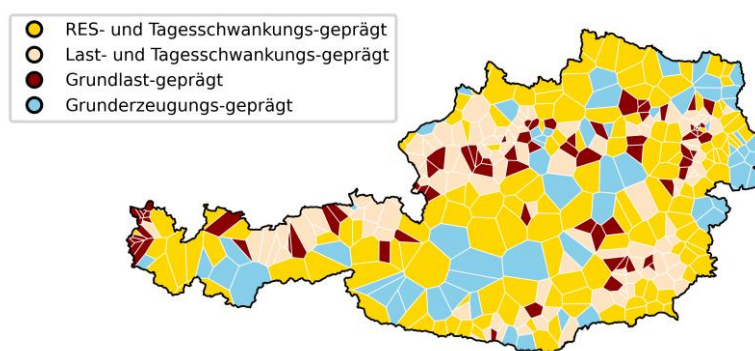 RES- und Tagesschwankungs-geprägt
Last- und Tagesschwankungs-geprägt
Grundlast-geprägt
Grunderzeugungs-geprägt